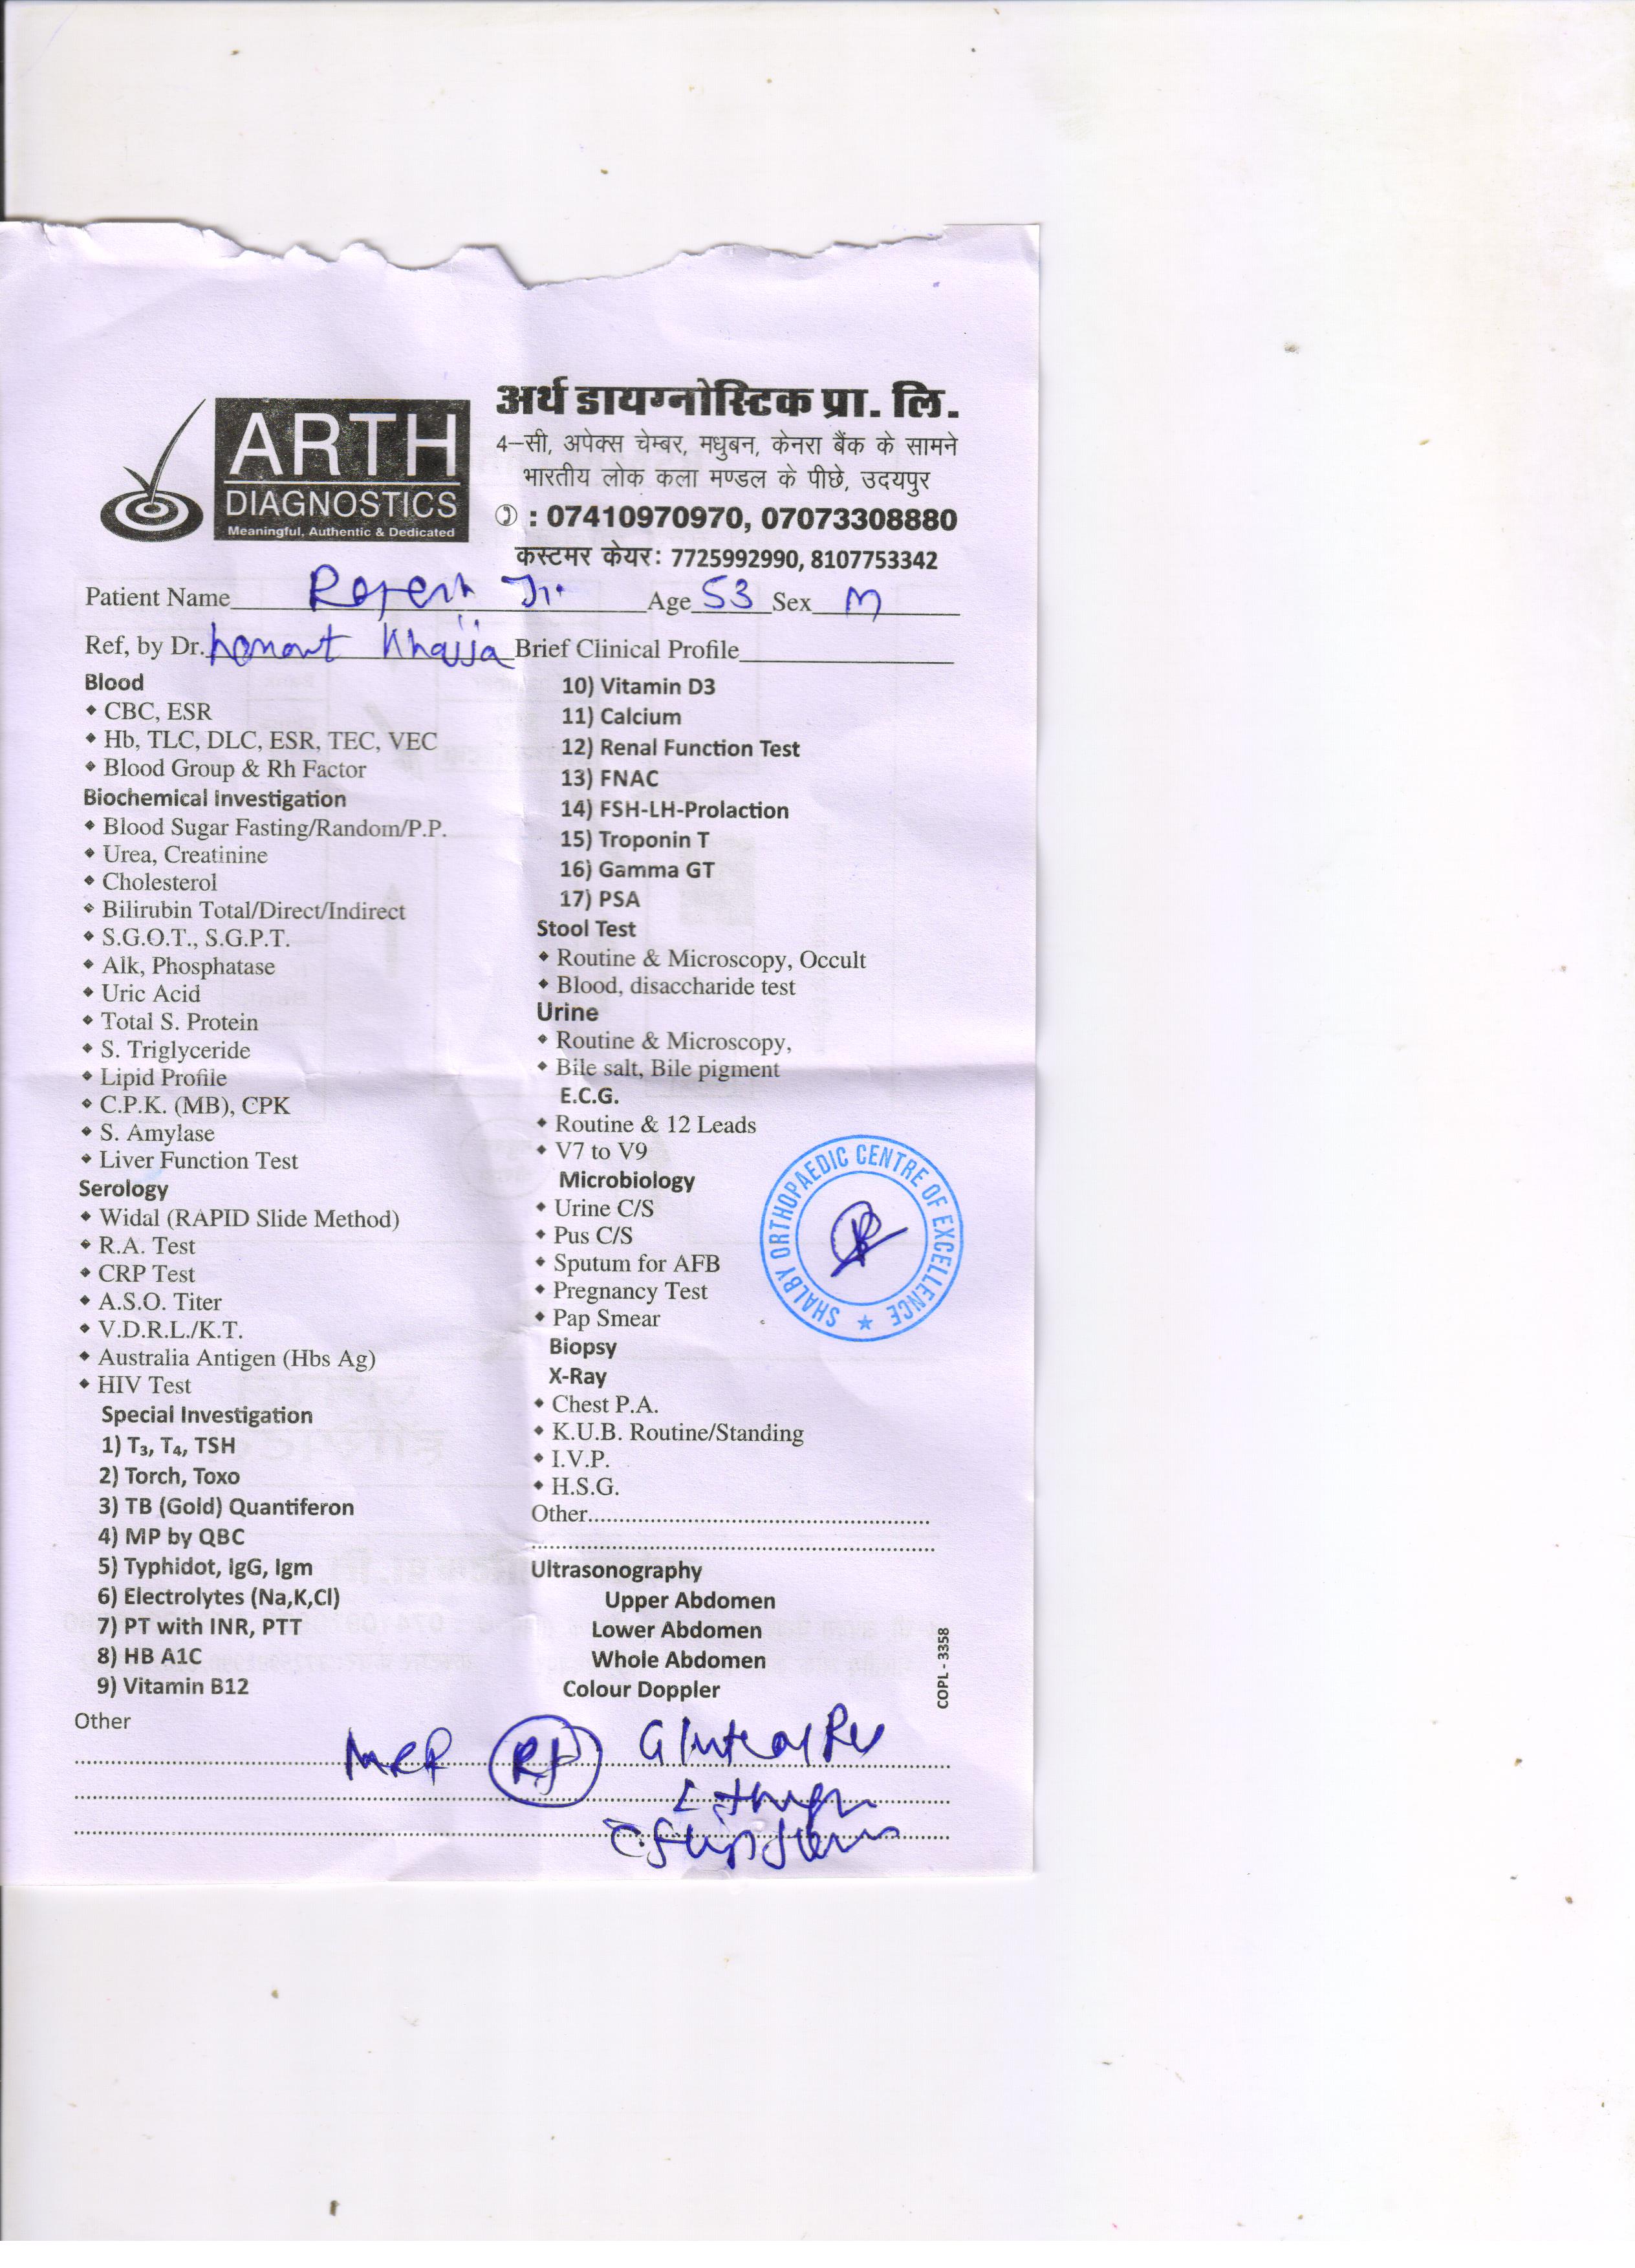 ARTH
DIAGNOSTICS
Meaningful, Authentic & Dedicated
अर्थ डायग्नोस्टिक प्रा. लि.
4–सी, अपेक्स चेम्बर, मधुबन, केनरा बैंक के सामने
भारतीय लोक कला मण्डल के पीछे, उदयपुर
: 07410970970, 07073308880
कस्टमर केयर: 7725992990, 8107753342
Patient Name Age 53 Sex M
Ref, by Dr. Khajja Brief Clinical Profile
Blood
CBC, ESR
Hb, TLC, DLC, ESR, TEC, VEC
Blood Group & Rh Factor
Biochemical Investigation
Blood Sugar Fasting/Random/P.P.
Urea, Creatinine
Cholesterol
Bilirubin Total/Direct/Indirect
S.G.O.T., S.G.P.T.
Alk, Phosphatase
Uric Acid
Total S. Protein
S. Triglyceride
Lipid Profile
C.P.K. (MB), CPK
S. Amylase
Liver Function Test
Serology
Widal (RAPID Slide Method)
R.A. Test
CRP Test
A.S.O. Titer
V.D.R.L./K.T.
Australia Antigen (Hbs Ag)
HIV Test
Special Investigation
1) T₃, T₄, TSH
2) Torch, Toxo
3) TB (Gold) Quantiferon
4) MP by QBC
5) Typhidot, IgG, Igm
6) Electrolytes (Na,K,Cl)
7) PT with INR, PTT
8) HB A1C
9) Vitamin B12
10) Vitamin D3
11) Calcium
12) Renal Function Test
13) FNAC
14) FSH-LH-Prolaction
15) Troponin T
16) Gamma GT
17) PSA
Stool Test
Routine & Microscopy, Occult
Blood, disaccharide test
Urine
Routine & Microscopy,
Bile salt, Bile pigment
E.C.G.
Routine & 12 Leads
V7 to V9
Microbiology
Urine C/S
Pus C/S
Sputum for AFB
Pregnancy Test
Pap Smear
Biopsy
X-Ray
Chest P.A.
K.U.B. Routine/Standing
I.V.P.
H.S.G.
Other
Ultrasonography
Upper Abdomen
Lower Abdomen
Whole Abdomen
Colour Doppler
SHALBY ORTHOPAEDIC CENTRE OF EXCELLENCE
COPL - 3358
Other
Gluteal
thigh